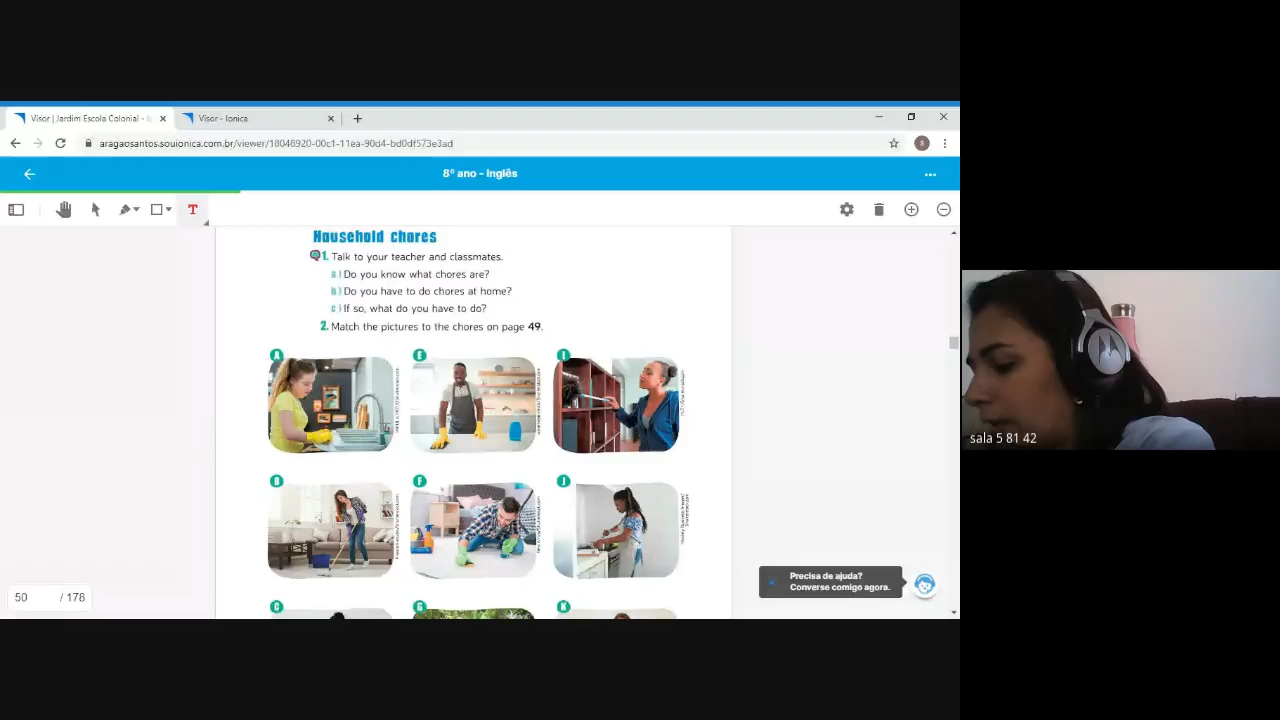 Visor | Jardim Escola Colonial - I
Visor - Ionica
aragaosantos.souionica.com.br/viewer/18048920-00c1-11ea-90d4-bd0df573e3ad
S
8º ano - Inglês
T
Household chores
1. Talk to your teacher and classmates.
a) Do you know what chores are?
b) Do you have to do chores at home?
c) If so, what do you have to do?
2. Match the pictures to the chores on page 49.
A
E
I
B
F
J
C
G
K
Precisa de ajuda?
Converse comigo agora.
50 / 178
sala 5 81 42